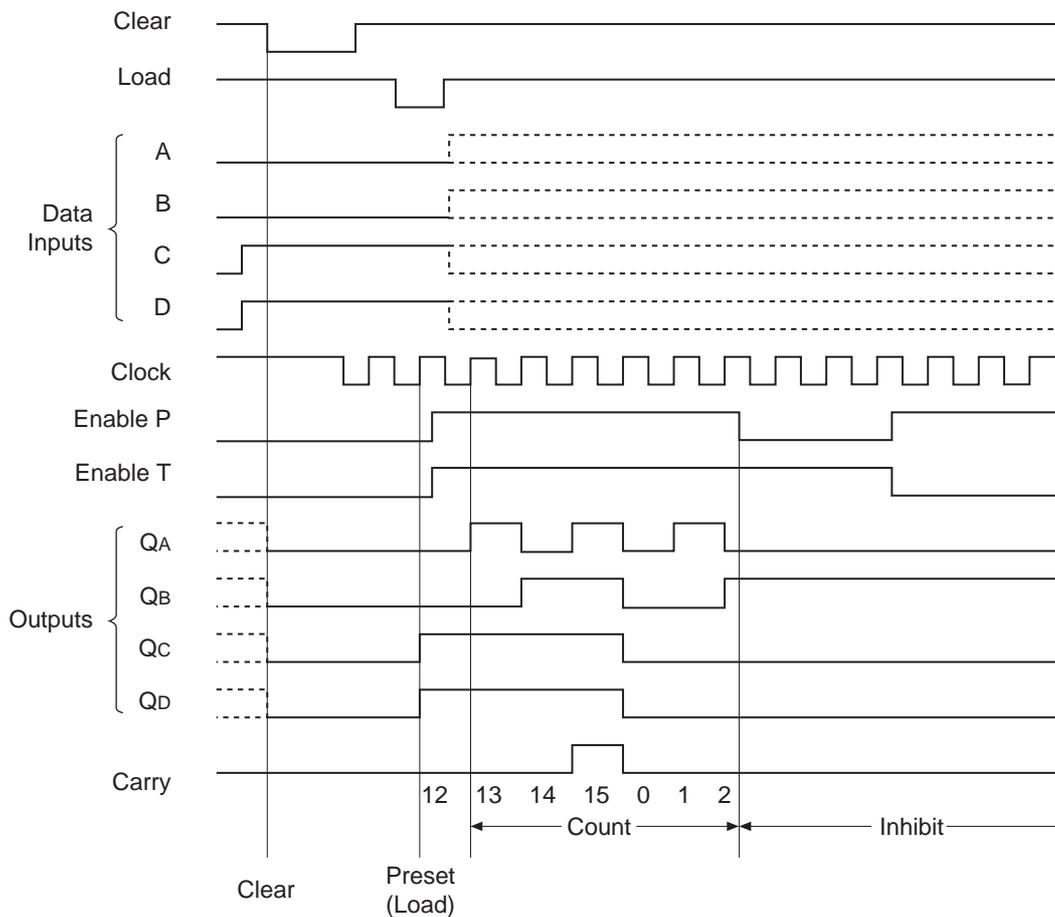 Clear
Load
A
B
Data
Inputs
C
D
Clock
Enable P
Enable T
QA
QB
Outputs
QC
QD
Carry
12 13 14 15 0 1 2
Count
Inhibit
Clear
Preset
(Load)